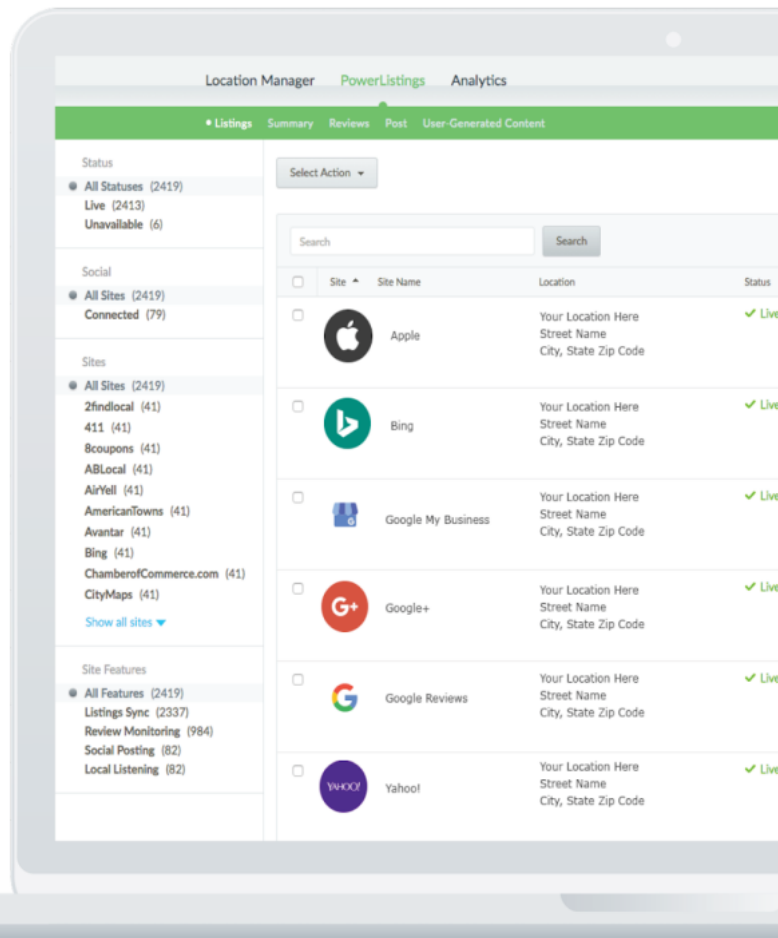 Location Manager PowerListings Analytics
Listings Summary Reviews Post User-Generated Content
Status
All Statuses (2419)
Live (2413)
Unavailable (6)
Social
All Sites (2419)
Connected (79)
Sites
All Sites (2419)
2findlocal (41)
411 (41)
8coupons (41)
ABLocal (41)
AirYell (41)
AmericanTowns (41)
Avantar (41)
Bing (41)
ChamberofCommerce.com (41)
CityMaps (41)
Show all sites
Site Features
All Features (2419)
Listings Sync (2337)
Review Monitoring (984)
Social Posting (82)
Local Listening (82)
Select Action
Search Search
Site Site Name Location Status
Apple
Your Location Here
Street Name
City, State Zip Code
Live
Bing
Your Location Here
Street Name
City, State Zip Code
Live
G
Google My Business
Your Location Here
Street Name
City, State Zip Code
Live
G+
Google+
Your Location Here
Street Name
City, State Zip Code
Live
G
Google Reviews
Your Location Here
Street Name
City, State Zip Code
Live
YAHOO!
Yahoo!
Your Location Here
Street Name
City, State Zip Code
Live